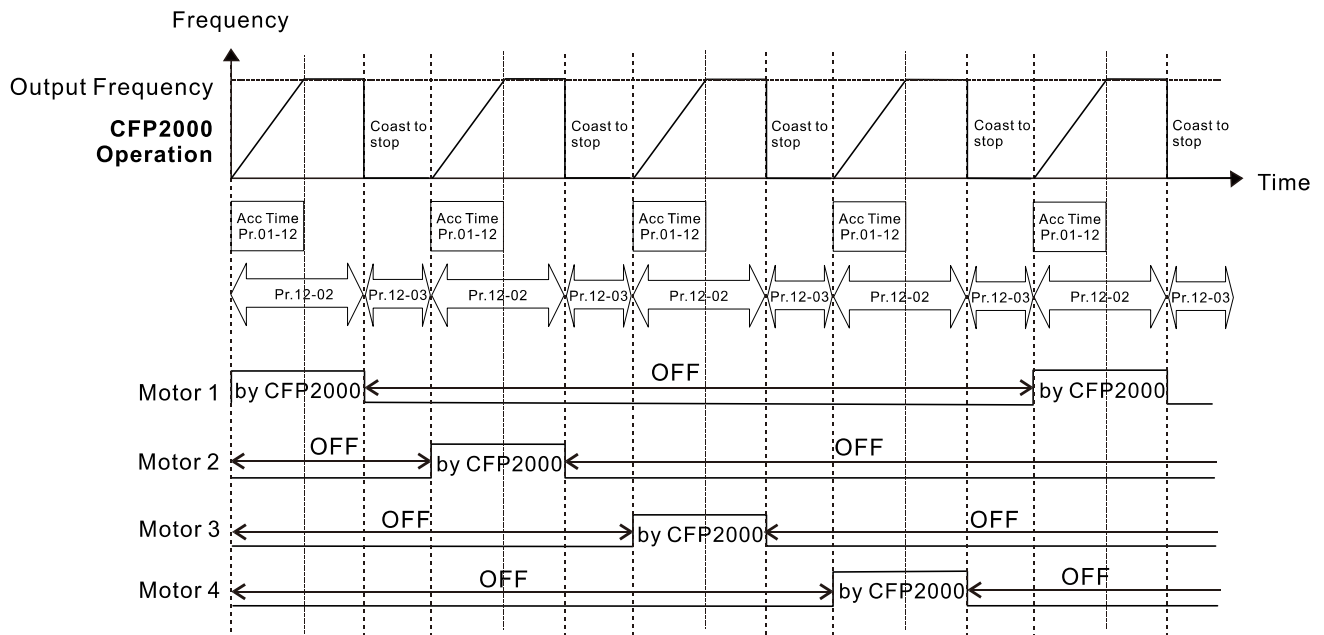 Frequency
Output Frequency
CFP2000
Operation
Coast to
stop
Coast to
stop
Coast to
stop
Coast to
stop
Coast to
stop
Time
Acc Time
Pr.01-12
Acc Time
Pr.01-12
Acc Time
Pr.01-12
Acc Time
Pr.01-12
Acc Time
Pr.01-12
Pr.12-02 Pr.12-03 Pr.12-02 Pr.12-03 Pr.12-02 Pr.12-03 Pr.12-02 Pr.12-03 Pr.12-02 Pr.12-03
Motor 1 by CFP2000 OFF by CFP2000
Motor 2 OFF by CFP2000 OFF
Motor 3 OFF by CFP2000 OFF
Motor 4 OFF by CFP2000 OFF